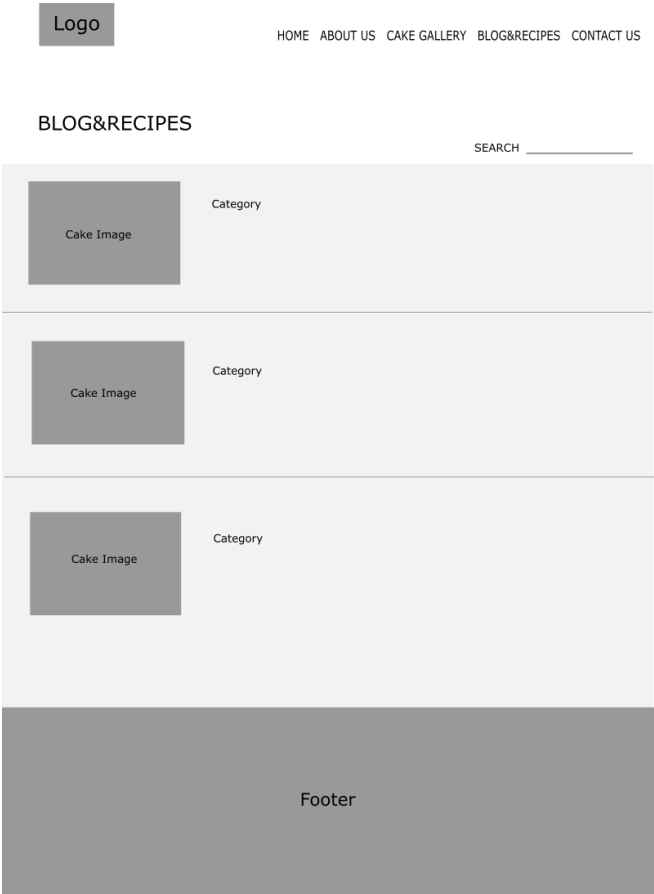 Logo
HOME ABOUT US CAKE GALLERY BLOG&RECIPES CONTACT US
BLOG&RECIPES
SEARCH
Cake Image
Category
Cake Image
Category
Cake Image
Category
Footer